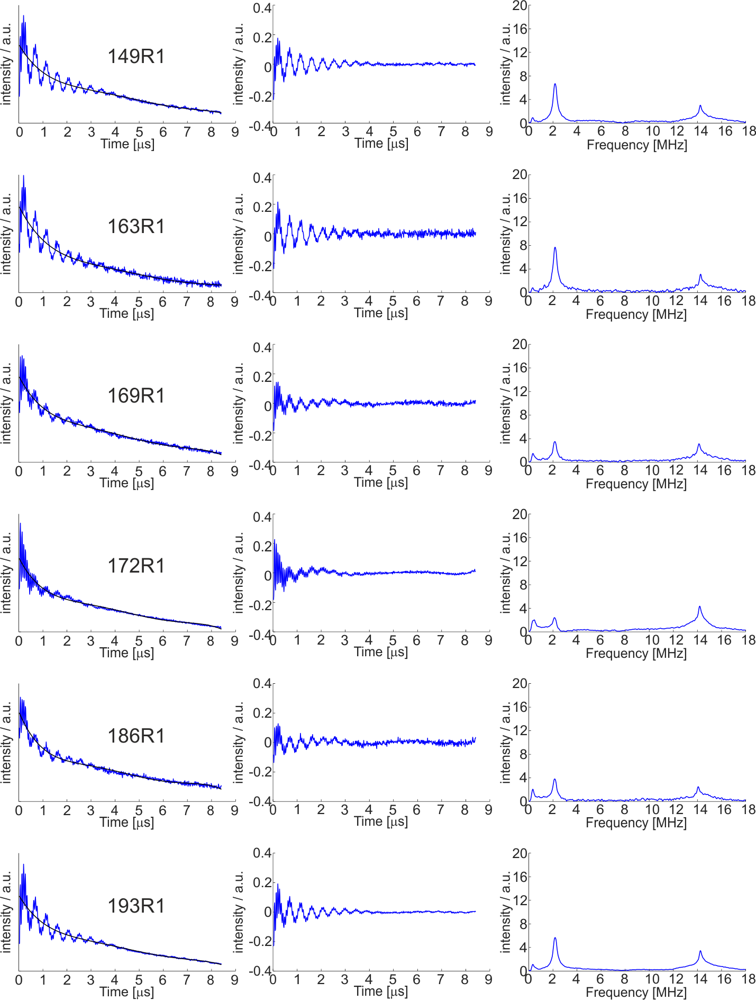 intensity / a.u.
149R1
0 1 2 3 4 5 6 7 8 9
Time [μs]
intensity / a.u.
0.4
0.2
0
-0.2
-0.4
0 1 2 3 4 5 6 7 8 9
Time [μs]
intensity / a.u.
20
16
12
8
4
0
0 2 4 6 8 10 12 14 16 18
Frequency [MHz]
intensity / a.u.
163R1
0 1 2 3 4 5 6 7 8 9
Time [μs]
intensity / a.u.
0.4
0.2
0
-0.2
-0.4
0 1 2 3 4 5 6 7 8 9
Time [μs]
intensity / a.u.
20
16
12
8
4
0
0 2 4 6 8 10 12 14 16 18
Frequency [MHz]
intensity / a.u.
169R1
0 1 2 3 4 5 6 7 8 9
Time [μs]
intensity / a.u.
0.4
0.2
0
-0.2
-0.4
0 1 2 3 4 5 6 7 8 9
Time [μs]
intensity / a.u.
20
16
12
8
4
0
0 2 4 6 8 10 12 14 16 18
Frequency [MHz]
intensity / a.u.
172R1
0 1 2 3 4 5 6 7 8 9
Time [μs]
intensity / a.u.
0.4
0.2
0
-0.2
-0.4
0 1 2 3 4 5 6 7 8 9
Time [μs]
intensity / a.u.
20
16
12
8
4
0
0 2 4 6 8 10 12 14 16 18
Frequency [MHz]
intensity / a.u.
186R1
0 1 2 3 4 5 6 7 8 9
Time [μs]
intensity / a.u.
0.4
0.2
0
-0.2
-0.4
0 1 2 3 4 5 6 7 8 9
Time [μs]
intensity / a.u.
20
16
12
8
4
0
0 2 4 6 8 10 12 14 16 18
Frequency [MHz]
intensity / a.u.
193R1
0 1 2 3 4 5 6 7 8 9
Time [μs]
intensity / a.u.
0.4
0.2
0
-0.2
-0.4
0 1 2 3 4 5 6 7 8 9
Time [μs]
intensity / a.u.
20
16
12
8
4
0
0 2 4 6 8 10 12 14 16 18
Frequency [MHz]